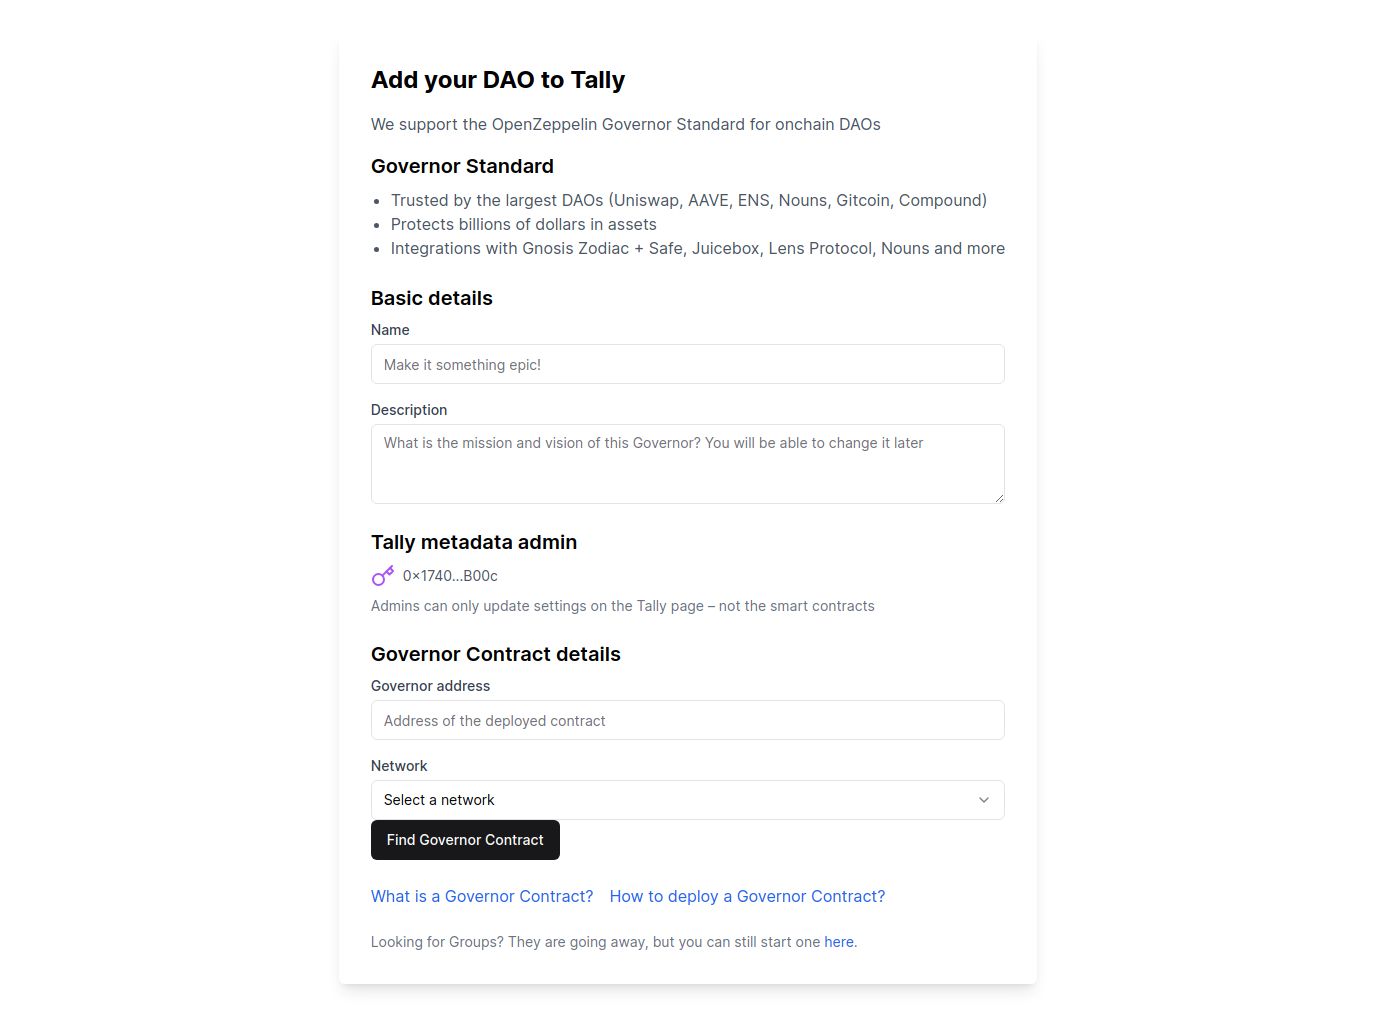 Add your DAO to Tally
We support the OpenZeppelin Governor Standard for onchain DAOs
Governor Standard
• Trusted by the largest DAOs (Uniswap, AAVE, ENS, Nouns, Gitcoin, Compound)
• Protects billions of dollars in assets
• Integrations with Gnosis Zodiac + Safe, Juicebox, Lens Protocol, Nouns and more
Basic details
Name
Make it something epic!
Description
What is the mission and vision of this Governor? You will be able to change it later
Tally metadata admin
0×1740...B00c
Admins can only update settings on the Tally page – not the smart contracts
Governor Contract details
Governor address
Address of the deployed contract
Network
Select a network
Find Governor Contract
What is a Governor Contract? How to deploy a Governor Contract?
Looking for Groups? They are going away, but you can still start one here.